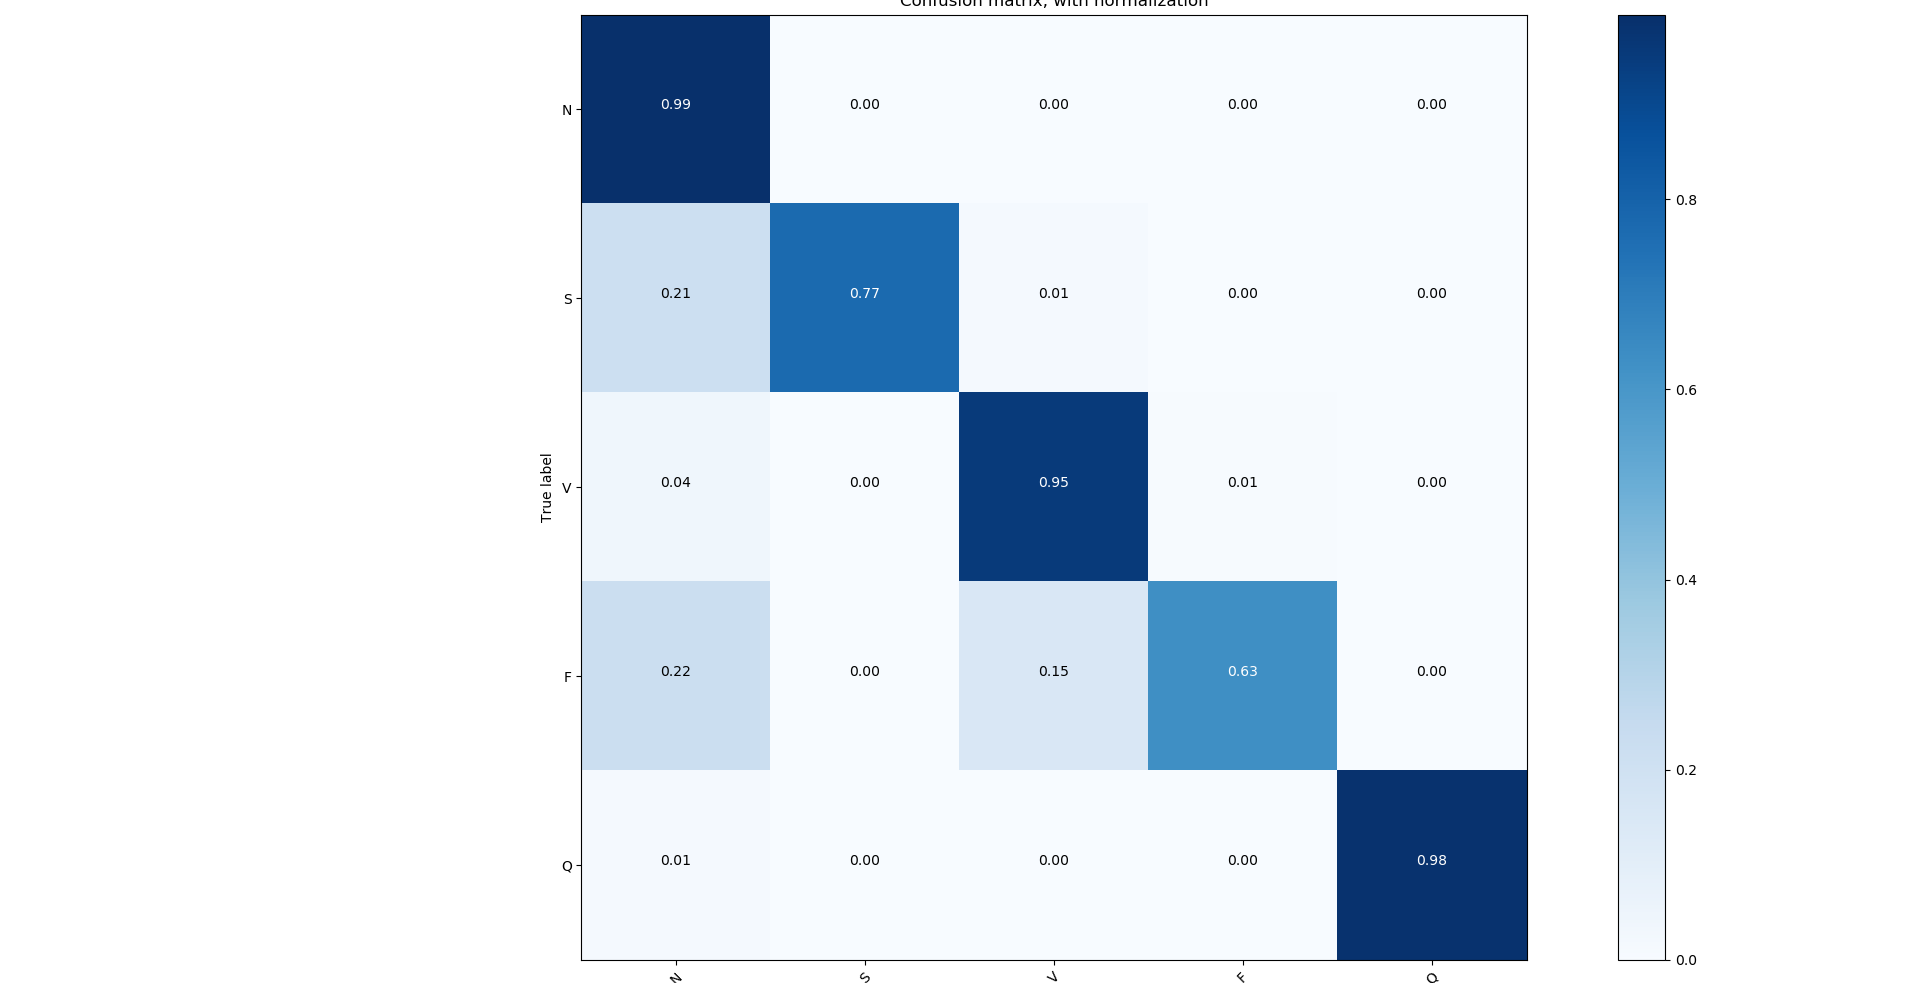 Confusion matrix, with normalization
N 0.99 0.00 0.00 0.00 0.00
0.8
S 0.21 0.77 0.01 0.00 0.00
0.6
True label
V 0.04 0.00 0.95 0.01 0.00
0.4
F 0.22 0.00 0.15 0.63 0.00
0.2
Q 0.01 0.00 0.00 0.00 0.98
0.0
N S V F Q